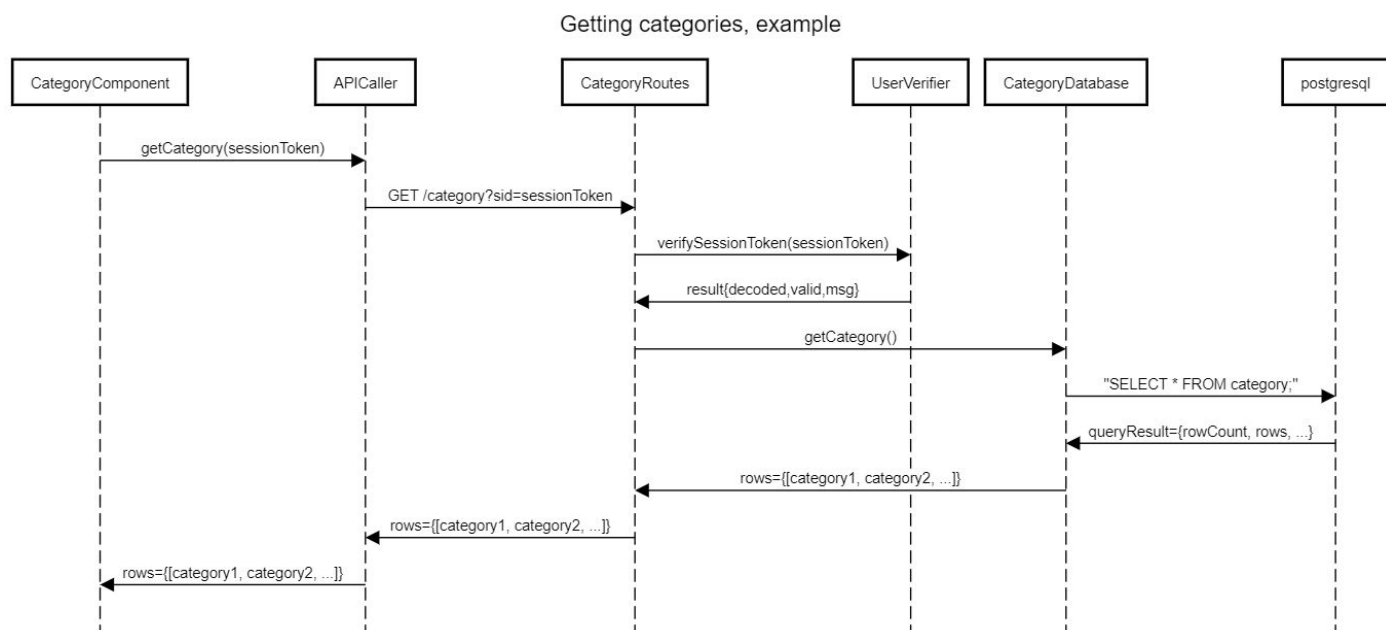 Getting categories, example
CategoryComponent
APICaller
CategoryRoutes
UserVerifier
CategoryDatabase
postgresql
getCategory(sessionToken)
GET /category?sid=sessionToken
verifySessionToken(sessionToken)
result{decoded,valid,msg}
getCategory()
"SELECT * FROM category;"
queryResult={rowCount, rows, ...}
rows={[category1, category2, ...]}
rows={[category1, category2, ...]}
rows={[category1, category2, ...]}